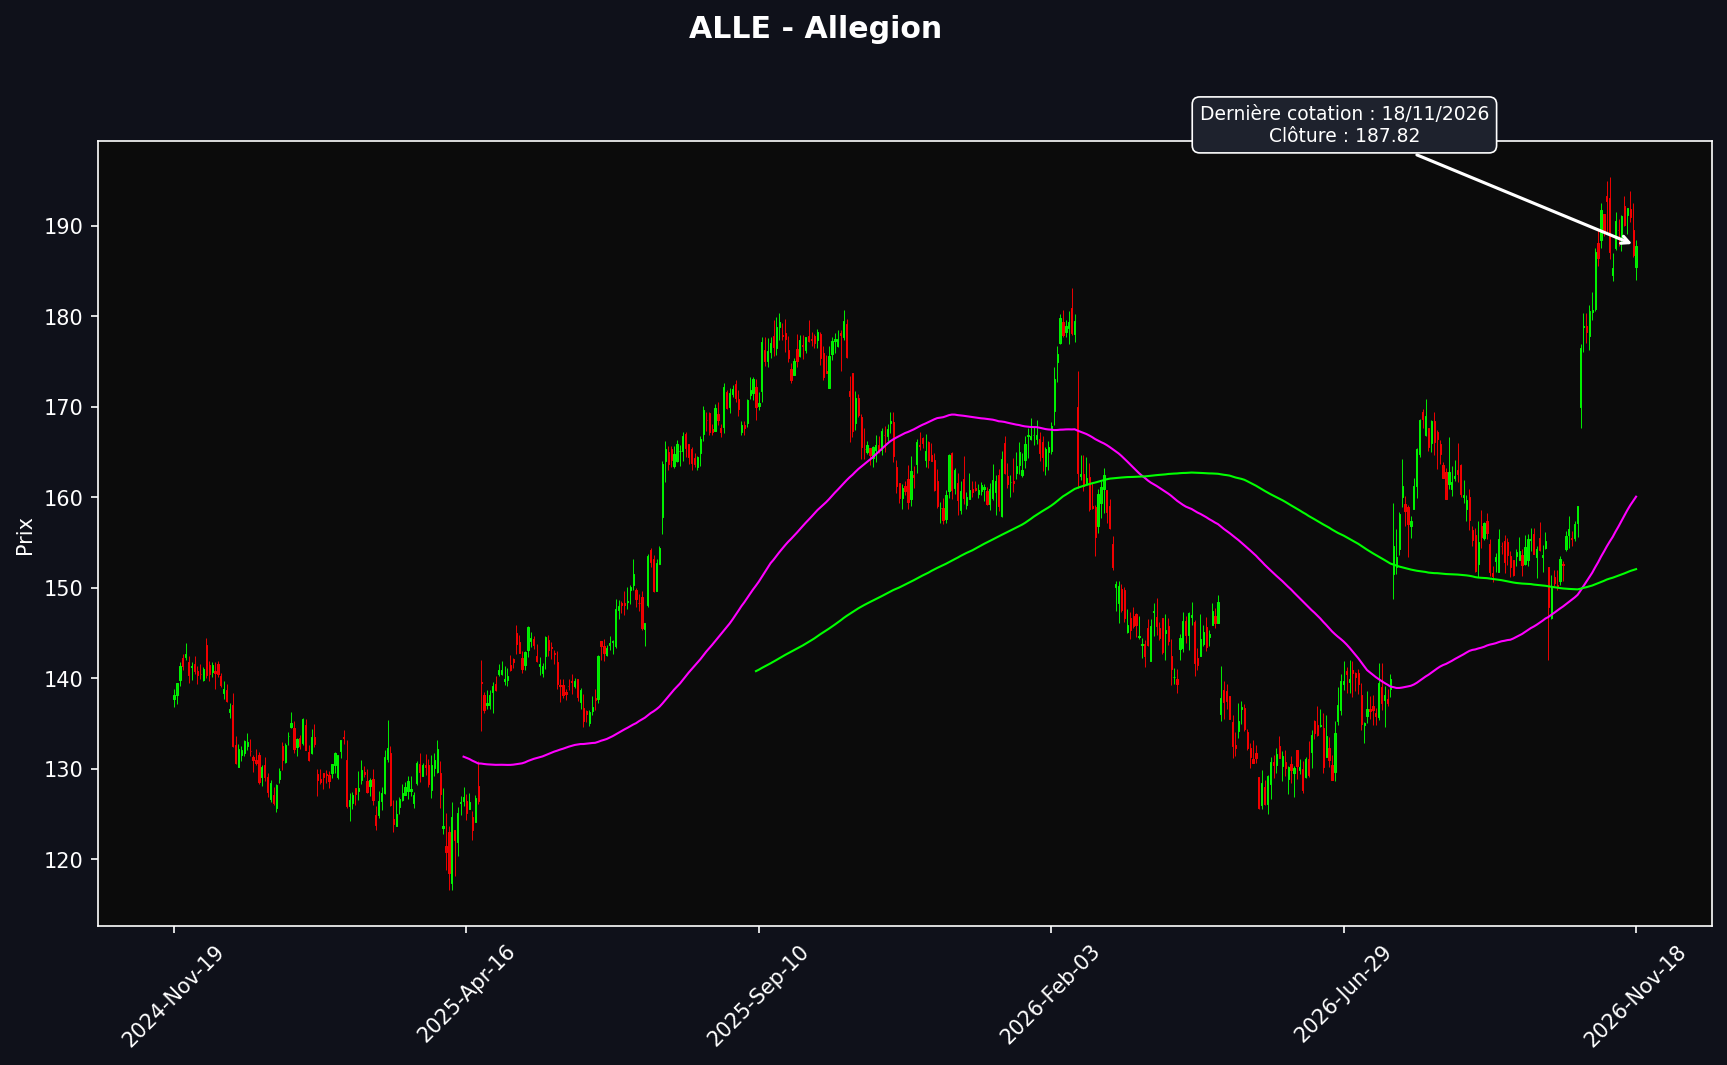 ALLE - Allegion
Dernière cotation : 18/11/2026
Clôture : 187.82
Prix
190
180
170
160
150
140
130
120
2024-Nov-19
2025-Apr-16
2025-Sep-10
2026-Feb-03
2026-Jun-29
2026-Nov-18